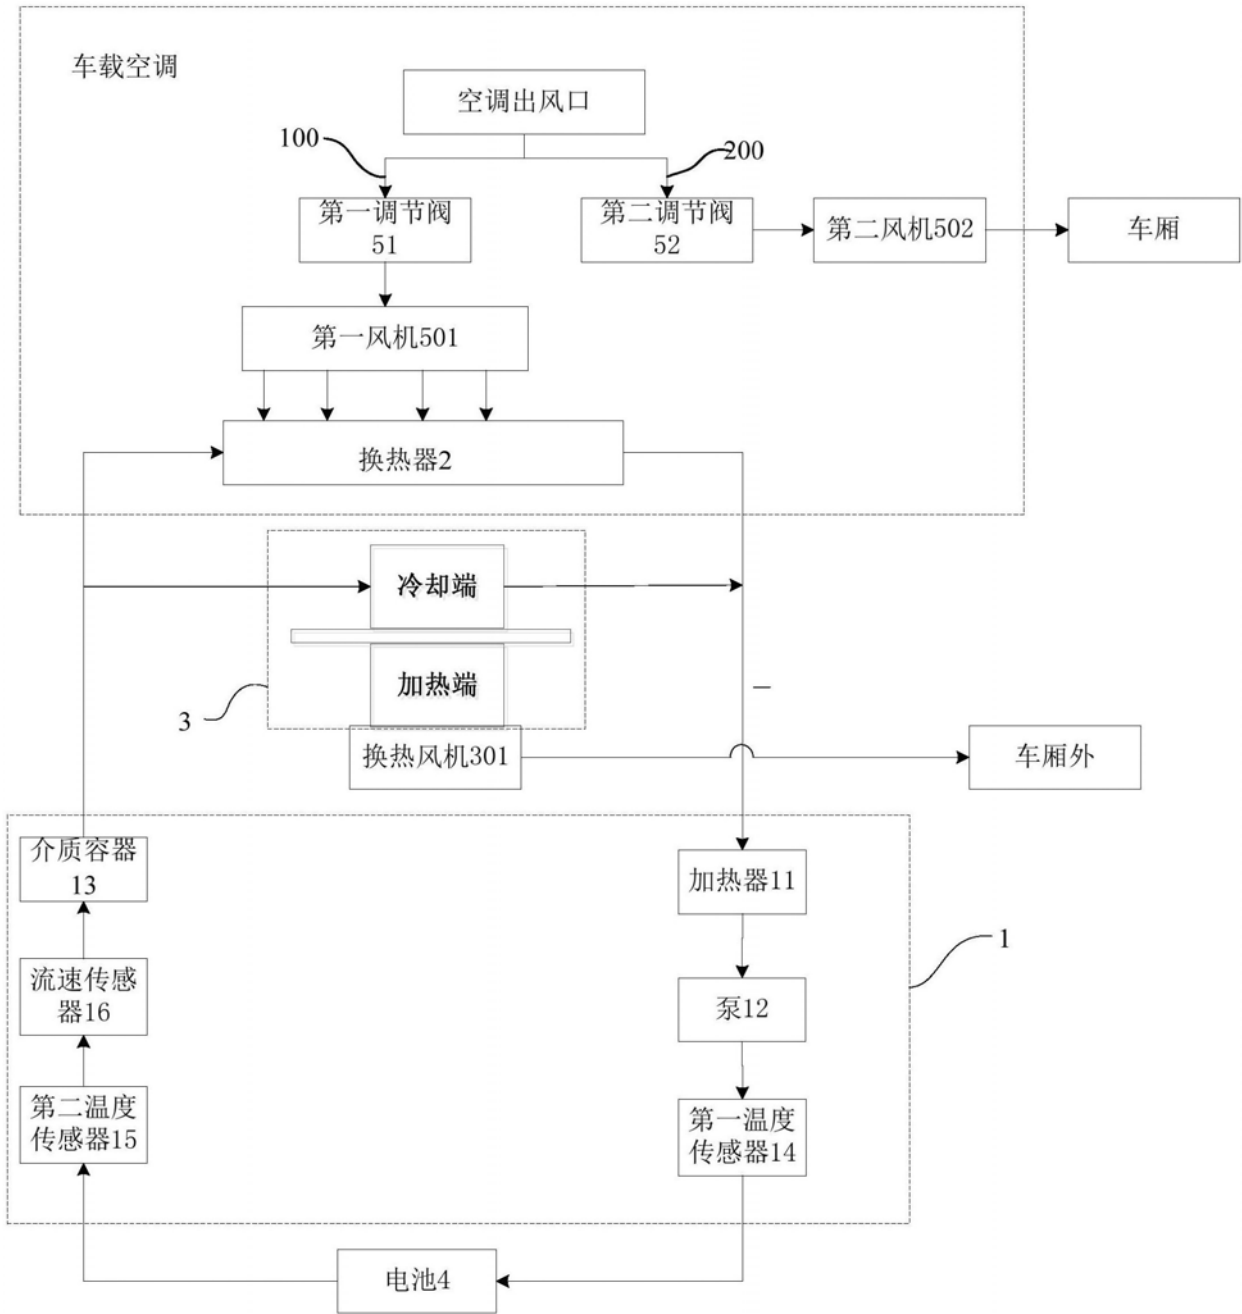 车载空调
空调出风口
100
200
第一调节阀
51
第二调节阀
52
第二风机502
车厢
第一风机501
换热器2
冷却端
加热端
3
换热风机301
车厢外
介质容器
13
加热器11
1
流速传感
器16
泵12
第二温度
传感器15
第一温度
传感器14
电池4